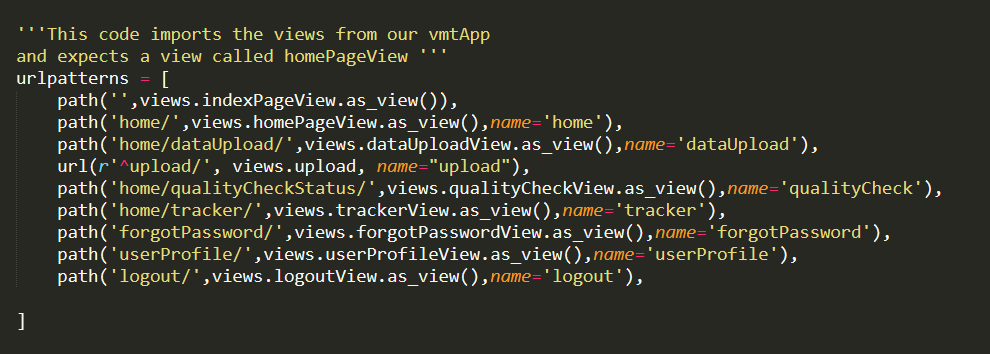 '''This code imports the views from our vmtApp
and expects a view called homePageView '''
urlpatterns = [
path('',views.indexPageView.as_view()),
path('home/',views.homePageView.as_view(),name='home'),
path('home/dataUpload/',views.dataUploadView.as_view(),name='dataUpload'),
url(r'^upload/', views.upload, name="upload"),
path('home/qualityCheckStatus/',views.qualityCheckView.as_view(),name='qualityCheck'),
path('home/tracker/',views.trackerView.as_view(),name='tracker'),
path('forgotPassword/',views.forgotPasswordView.as_view(),name='forgotPassword'),
path('userProfile/',views.userProfileView.as_view(),name='userProfile'),
path('logout/',views.logoutView.as_view(),name='logout'),
]